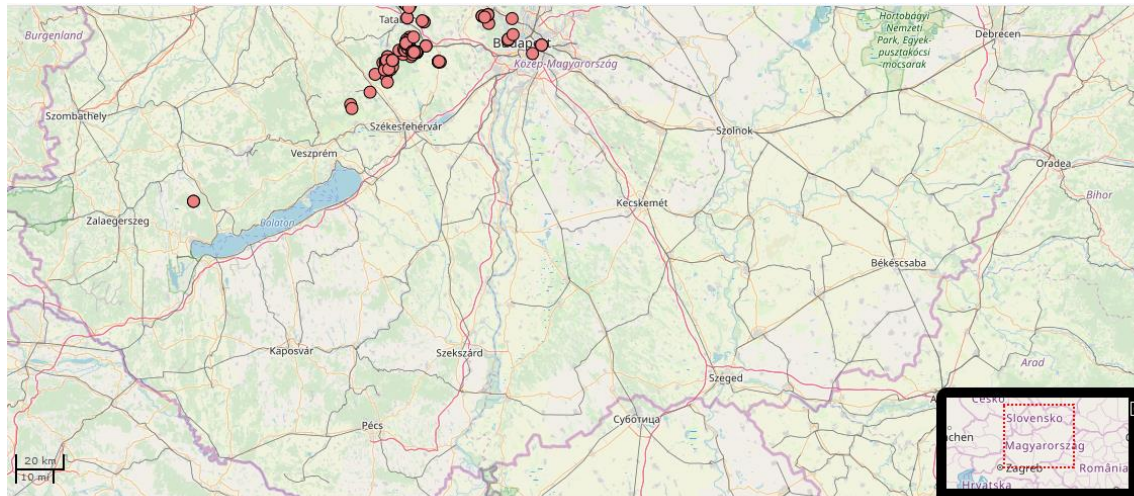 Burgenland
Tata
Budapest
Közép-Magyarország
Hortobágyi
Nemzeti
Park, Egyek-
pusztakócsi
mocsarak
Debrecen
Szombathely
Székesfehérvár
Szolnok
Veszprém
Oradea
Bihor
Zalaegerszeg
Balaton
Kecskemét
Békéscsaba
Kaposvár
Szekszárd
Arad
Szeged
A
Pécs
Суботица
20 km
10 mi
Česko
Slovensko
chen
Magyarország
Zagreb
România
Hrvatska